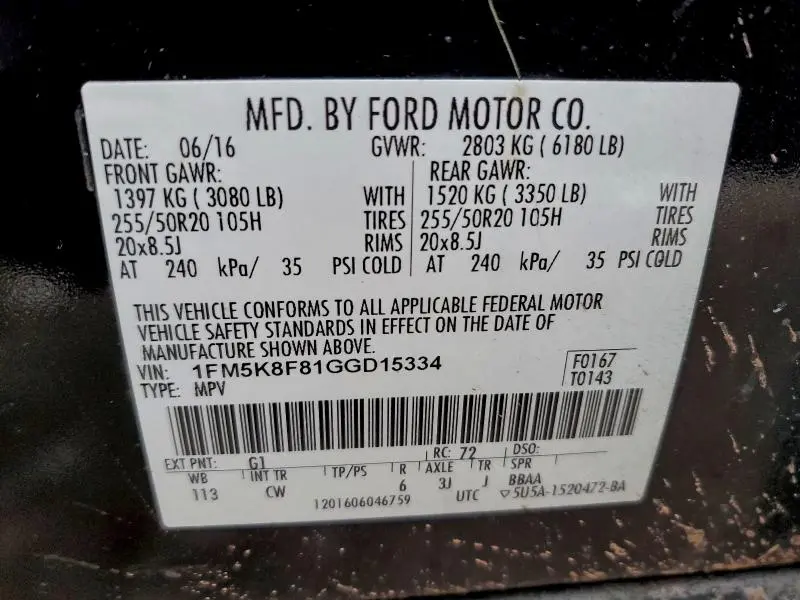 MFD. BY FORD MOTOR CO.
DATE: 06/16 GVWR: 2803 KG ( 6180 LB)
FRONT GAWR: REAR GAWR:
1397 KG ( 3080 LB) WITH 1520 KG ( 3350 LB) WITH
255/50R20 105H TIRES 255/50R20 105H TIRES
20x8.5J RIMS 20x8.5J RIMS
AT 240 kPa/ 35 PSI COLD AT 240 kPa/ 35 PSI COLD
THIS VEHICLE CONFORMS TO ALL APPLICABLE FEDERAL MOTOR
VEHICLE SAFETY STANDARDS IN EFFECT ON THE DATE OF
MANUFACTURE SHOWN ABOVE.
VIN: 1FM5K8F81GGD15334 F0167
TYPE: MPV T0143
EXT PNT: G1 RC: 72 DSO:
WB INT TR TP/PS R AXLE TR SPR
113 CW 6 3J J BBAA
1201606046759 UTC ▽5U5A-1520472-BA